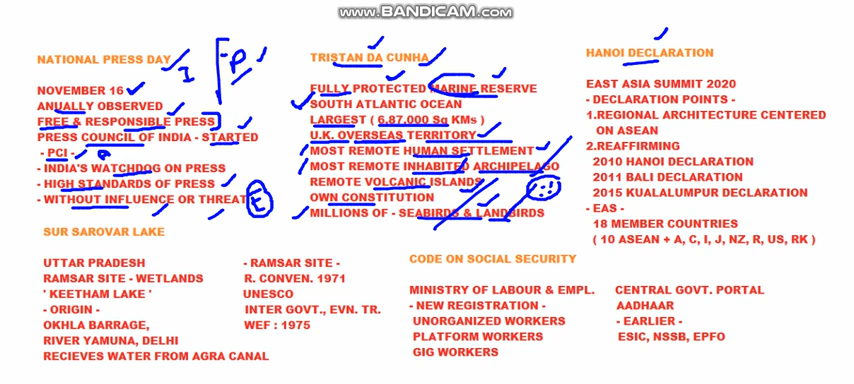 www.BANDICAM.com
NATIONAL PRESS DAY
I
P
NOVEMBER 16
ANUALLY OBSERVED
FREE & RESPONSIBLE PRESS
PRESS COUNCIL OF INDIA - STARTED
- PCI -
- INDIA'S WATCHDOG ON PRESS
- HIGH STANDARDS OF PRESS
- WITHOUT INFLUENCE OR THREAT
E
TRISTAN DA CUNHA
FULLY PROTECTED MARINE RESERVE
SOUTH ATLANTIC OCEAN
LARGEST ( 6,87,000 Sq KMs )
U.K. OVERSEAS TERRITORY
MOST REMOTE HUMAN SETTLEMENT
MOST REMOTE INHABITED ARCHIPELAGO
REMOTE VOLCANIC ISLANDS
OWN CONSTITUTION
MILLIONS OF - SEABIRDS & LANDBIRDS
HANOI DECLARATION
EAST ASIA SUMMIT 2020
- DECLARATION POINTS -
1.REGIONAL ARCHITECTURE CENTERED
ON ASEAN
2.REAFFIRMING
2010 HANOI DECLARATION
2011 BALI DECLARATION
2015 KUALALUMPUR DECLARATION
- EAS -
18 MEMBER COUNTRIES
( 10 ASEAN + A, C, I, J, NZ, R, US, RK )
SUR SAROVAR LAKE
UTTAR PRADESH
RAMSAR SITE - WETLANDS
' KEETHAM LAKE '
- ORIGIN -
OKHLA BARRAGE,
RIVER YAMUNA, DELHI
RECIEVES WATER FROM AGRA CANAL
- RAMSAR SITE -
R. CONVEN. 1971
UNESCO
INTER GOVT., EVN. TR.
WEF : 1975
CODE ON SOCIAL SECURITY
MINISTRY OF LABOUR & EMPL.
- NEW REGISTRATION -
UNORGANIZED WORKERS
PLATFORM WORKERS
GIG WORKERS
CENTRAL GOVT. PORTAL
AADHAAR
- EARLIER -
ESIC, NSSB, EPFO